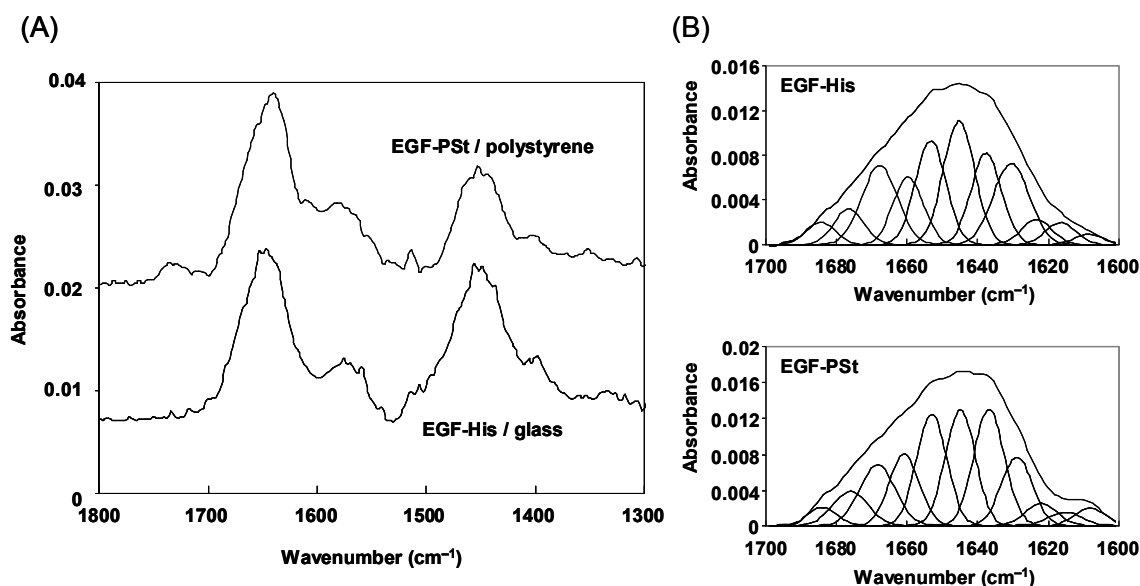 (A)
0.04
0.03
0.02
0.01
0
Absorbance
EGF-PSt / polystyrene
EGF-His / glass
1800 1700 1600 1500 1400 1300
Wavenumber (cm⁻¹)
(B)
0.016
0.012
0.008
0.004
0
Absorbance
EGF-His
1700 1680 1660 1640 1620 1600
Wavenumber (cm⁻¹)
0.02
0.016
0.012
0.008
0.004
0
Absorbance
EGF-PSt
1700 1680 1660 1640 1620 1600
Wavenumber (cm⁻¹)